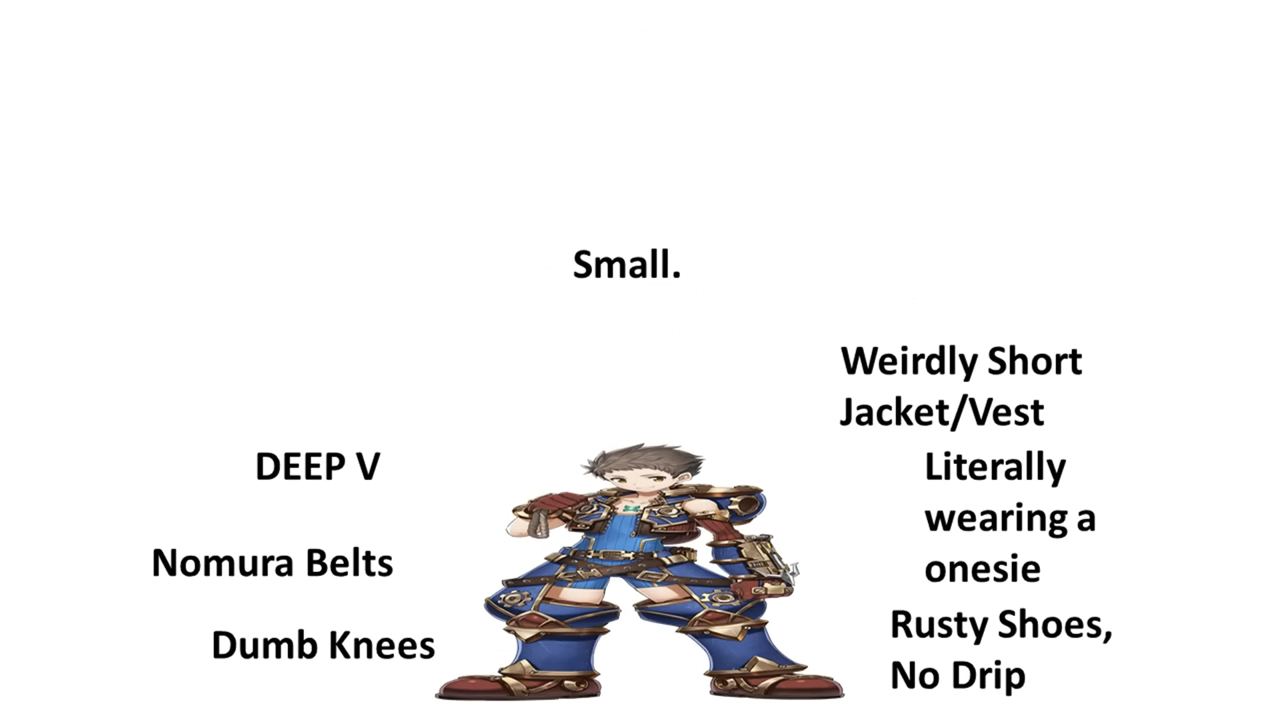 Small.
Weirdly Short
Jacket/Vest
DEEP V
Literally
wearing a
onesie
Nomura Belts
Dumb Knees
Rusty Shoes,
No Drip